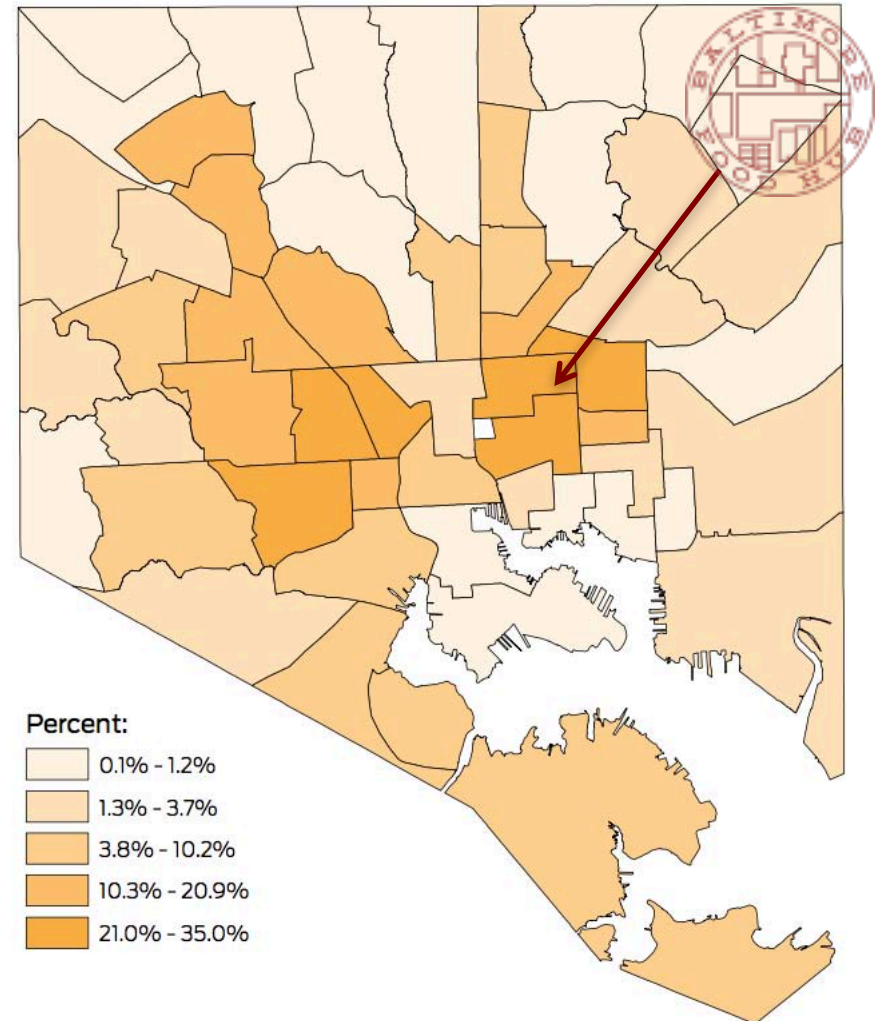 BALTIMORE
FOOD HUB
Percent:
0.1% - 1.2%
1.3% - 3.7%
3.8% - 10.2%
10.3% - 20.9%
21.0% - 35.0%